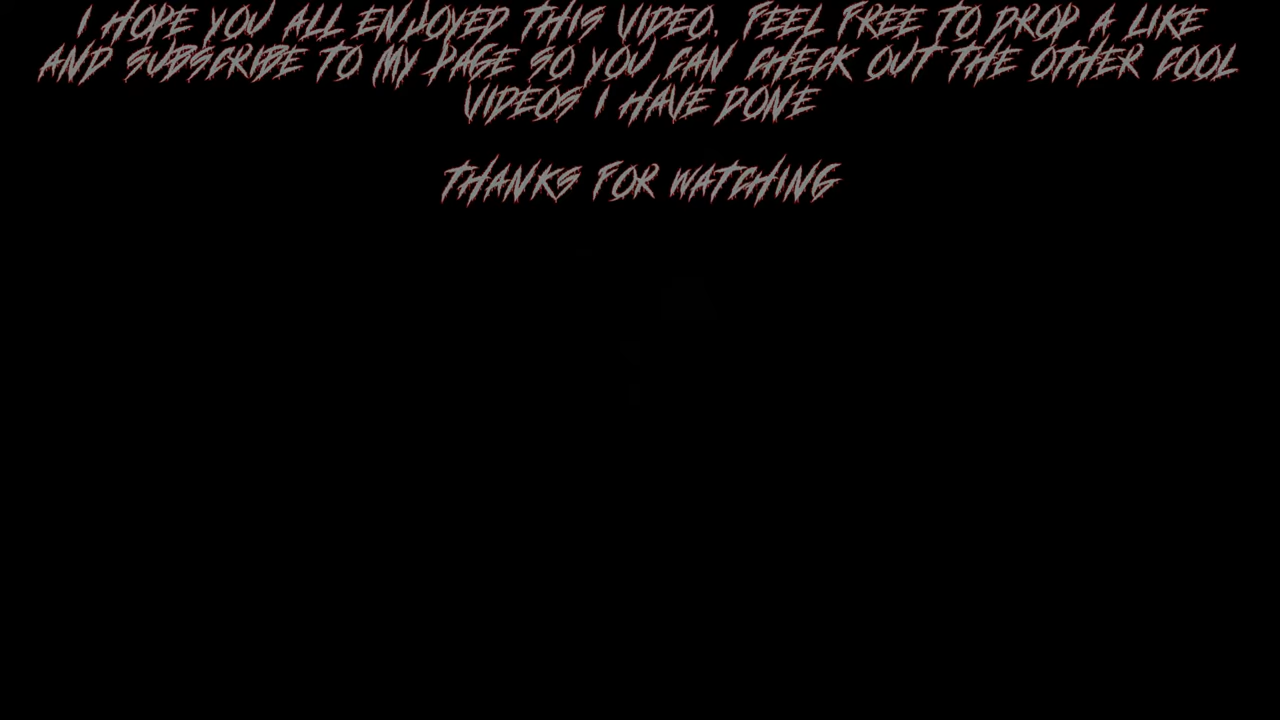 I HOPE YOU ALL ENJOYED THIS VIDEO. FEEL FREE TO DROP A LIKE
AND SUBSCRIBE TO MY PAGE SO YOU CAN CHECK OUT THE OTHER COOL
VIDEOS I HAVE DONE
THANKS FOR WATCHING